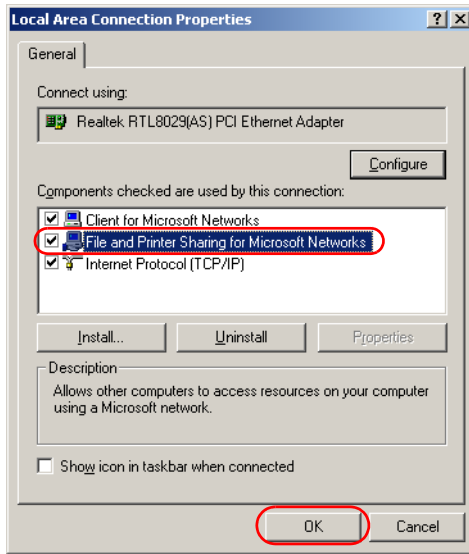 Local Area Connection Properties
General
Connect using:
Realtek RTL8029(AS) PCI Ethernet Adapter
Configure
Components checked are used by this connection:
Client for Microsoft Networks
File and Printer Sharing for Microsoft Networks
Internet Protocol (TCP/IP)
Install... Uninstall Properties
Description
Allows other computers to access resources on your computer
using a Microsoft network.
Show icon in taskbar when connected
OK Cancel